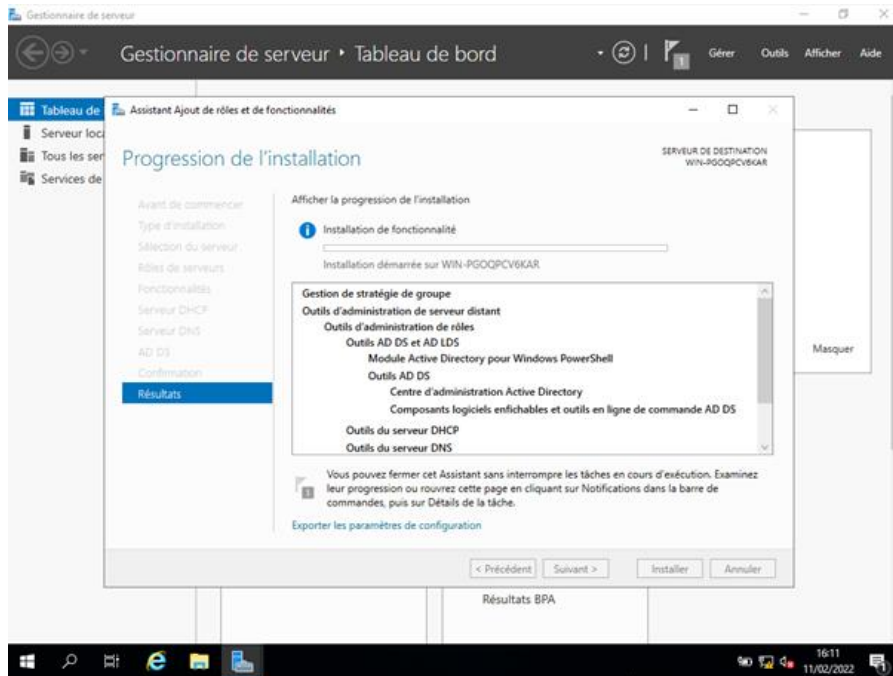 Gestionnaire de serveur
Gestionnaire de serveur • Tableau de bord
1
Gérer Outils Afficher Aide
Tableau de
Serveur loca
Tous les ser
Services de
Assistant Ajout de rôles et de fonctionnalités
Progression de l'installation
SERVEUR DE DESTINATION
WIN-PGOQPCV6KAR
Avant de commencer
Type d'installation
Sélection du serveur
Rôles de serveurs
Fonctionnalités
Serveur DHCP
Serveur DNS
AD DS
Confirmation
Résultats
Afficher la progression de l'installation
Installation de fonctionnalité
Installation démarrée sur WIN-PGOQPCV6KAR
Gestion de stratégie de groupe
Outils d'administration de serveur distant
Outils d'administration de rôles
Outils AD DS et AD LDS
Module Active Directory pour Windows PowerShell
Outils AD DS
Centre d'administration Active Directory
Composants logiciels enfichables et outils en ligne de commande AD DS
Outils du serveur DHCP
Outils du serveur DNS
1
Vous pouvez fermer cet Assistant sans interrompre les tâches en cours d'exécution. Examinez
leur progression ou rouvrez cette page en cliquant sur Notifications dans la barre de
commandes, puis sur Détails de la tâche.
Exporter les paramètres de configuration
< Précédent Suivant > Installer Annuler
Masquer
Résultats BPA
16:11
11/02/2022